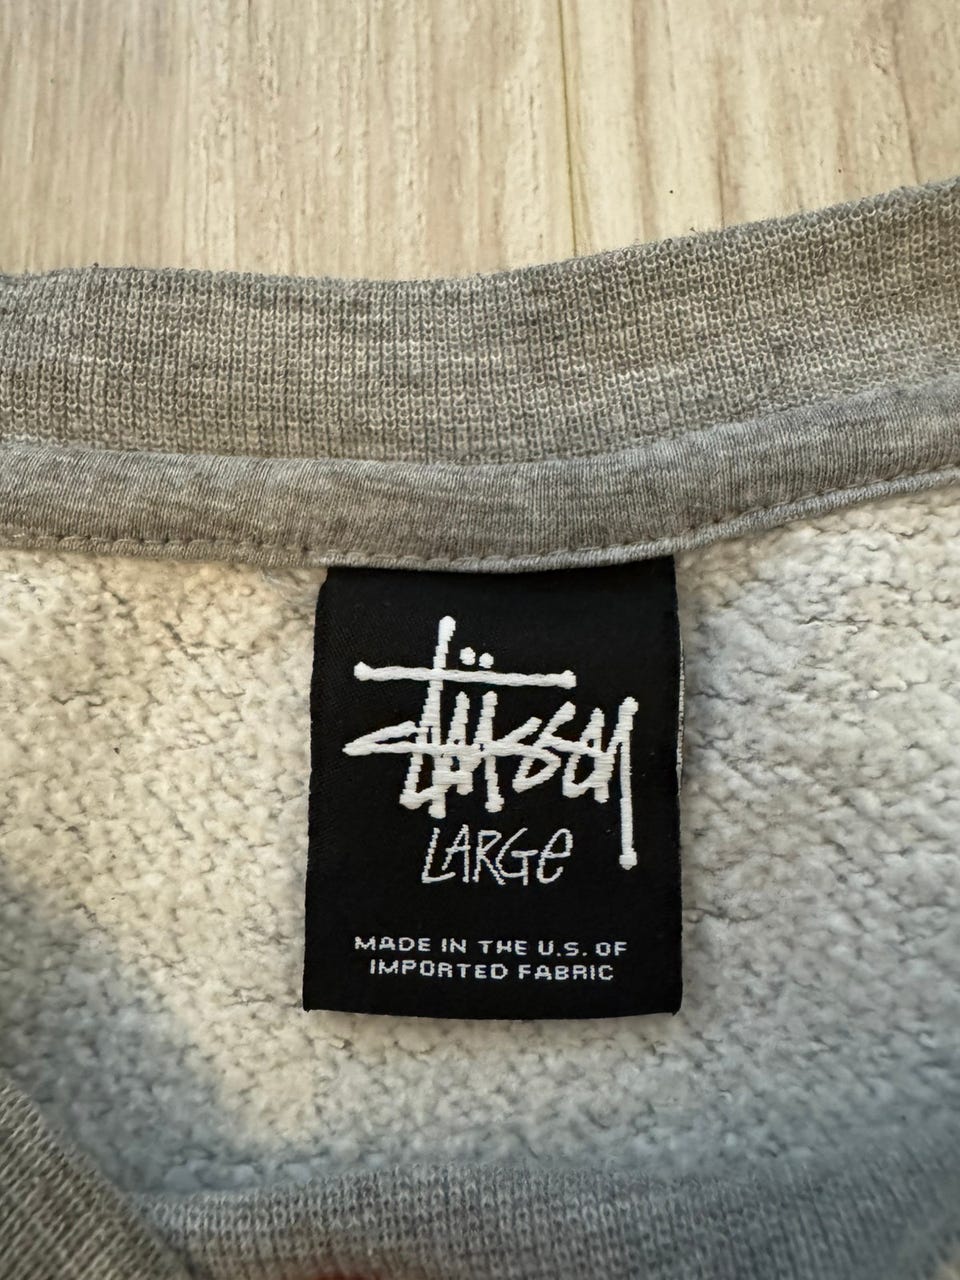 Stüssy
LARGe
MADE IN THE U.S. OF
IMPORTED FABRIC